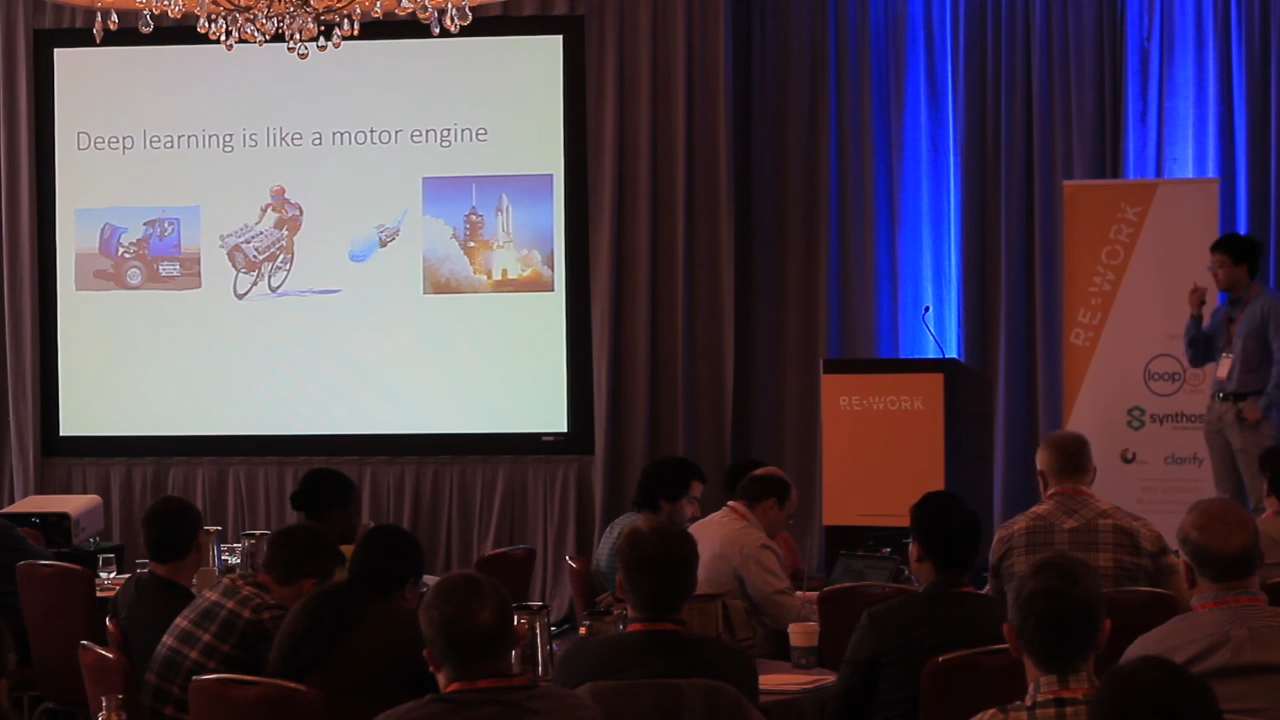 Deep learning is like a motor engine
RE•WORK
RE•WORK
loop
synthos
clarify